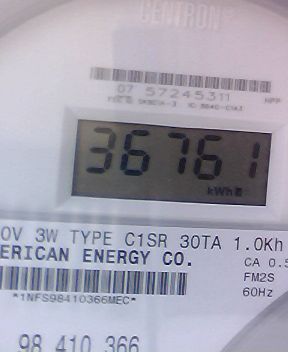 CENTRON
07 57245311
36761
kWh
0V 3W TYPE C1SR 30TA 1.0Kh
ERICAN ENERGY CO.
CA 0.5
FM2S
60Hz
*1NFS98410366MEC*
98 410 366